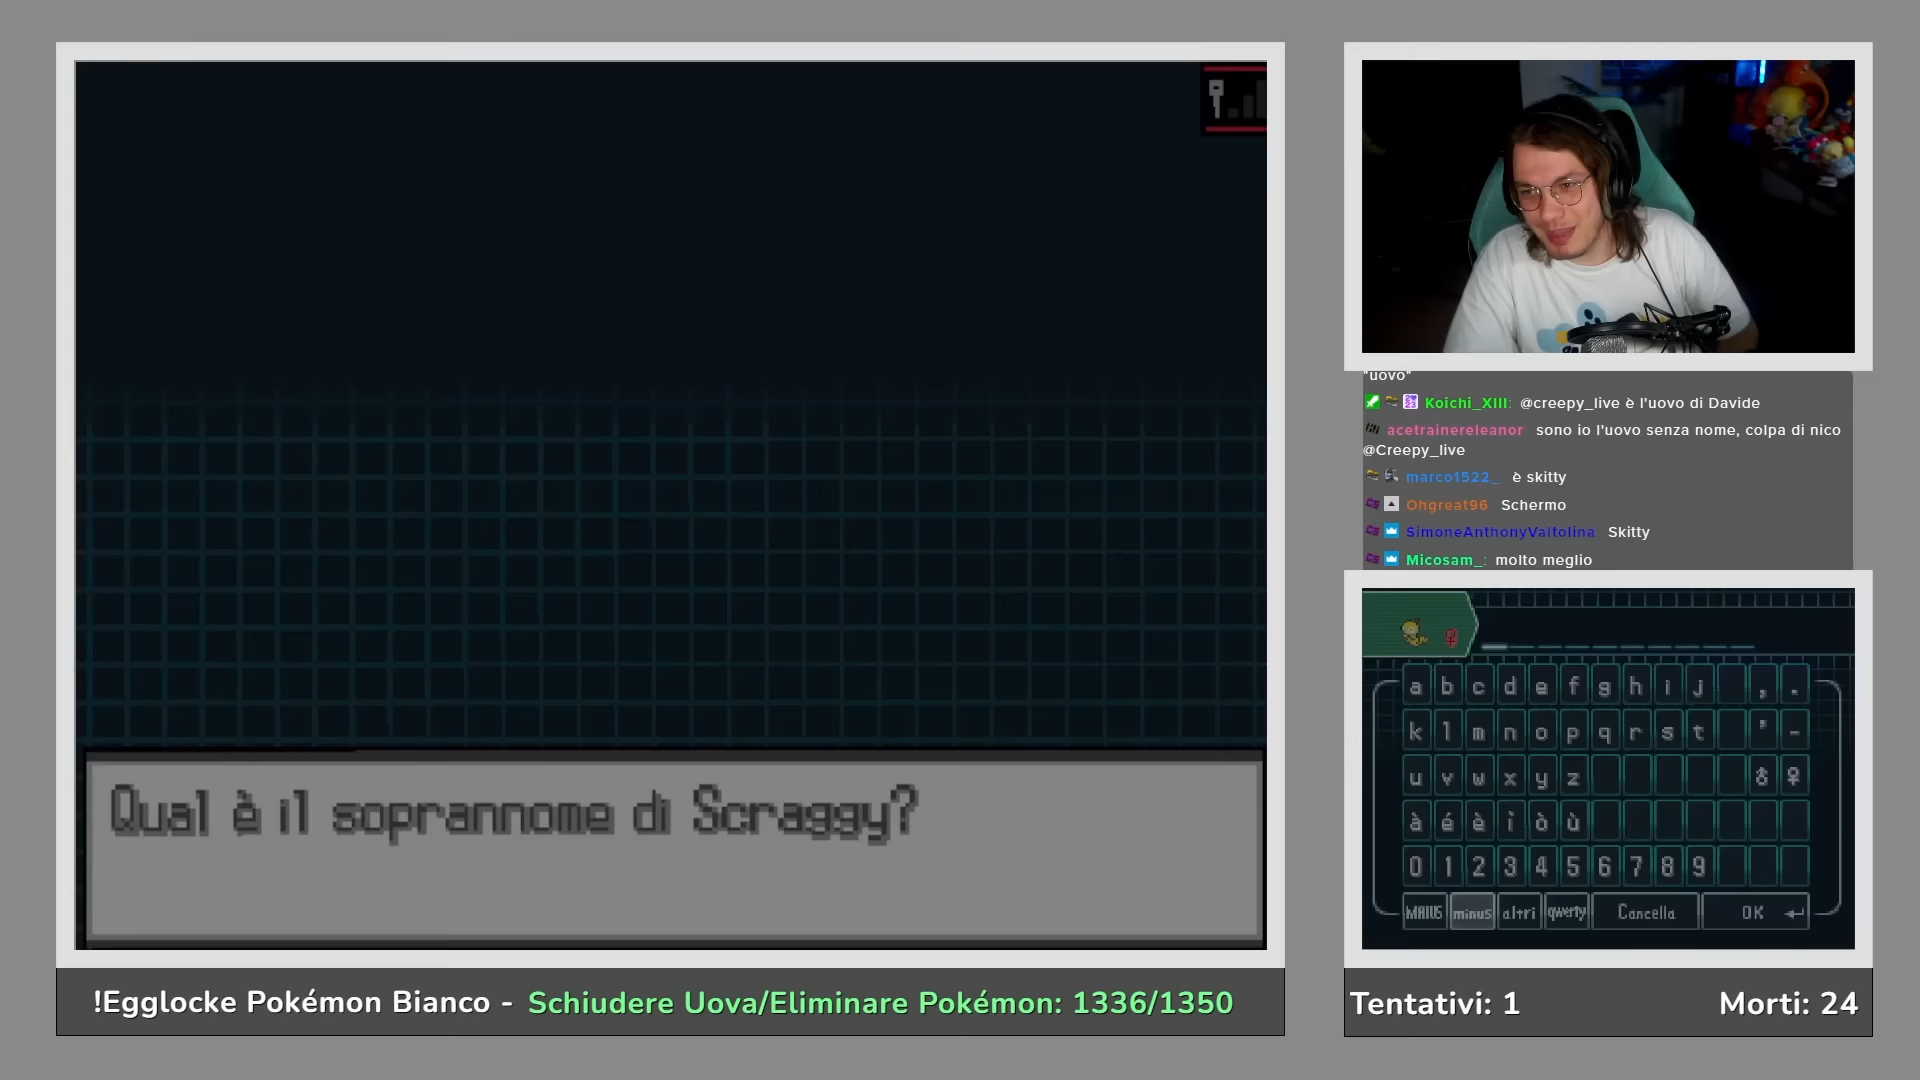 Qual è il soprannome di Scraggy?
!Egglocke Pokémon Bianco - Schiudere Uova/Eliminare Pokémon: 1336/1350
"uovo"
Koichi_XIII: @creepy_live è l'uovo di Davide
acetrainereleanor sono io l'uovo senza nome, colpa di nico
@Creepy_live
marco1522_ è skitty
Ohgreat96 Schermo
SimoneAnthonyValtolina: Skitty
Micosam_: molto meglio
♀
a b c d e f g h i j , .
k l m n o p q r s t ' -
u v w x y z ♂ ♀
à é è ì ò ù
0 1 2 3 4 5 6 7 8 9
MAIUS minus altri qwerty Cancella OK
Tentativi: 1 Morti: 24